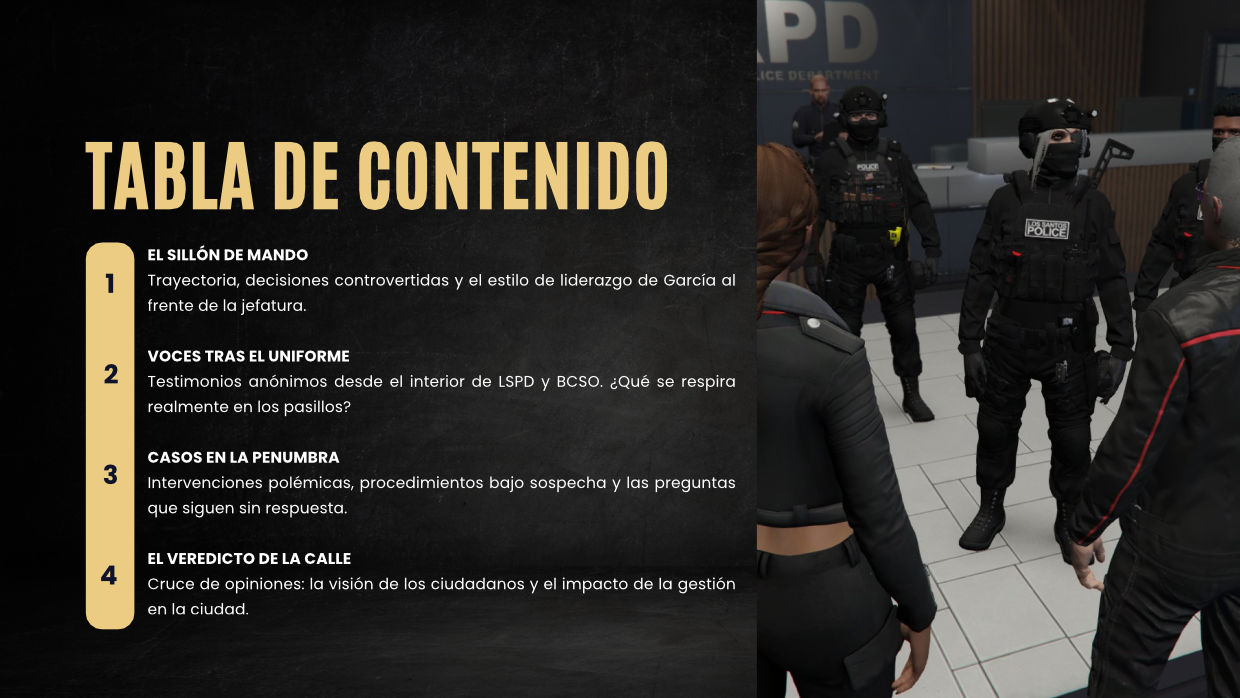 TABLA DE CONTENIDO
1
EL SILLÓN DE MANDO
Trayectoria, decisiones controvertidas y el estilo de liderazgo de García al
frente de la jefatura.
2
VOCES TRAS EL UNIFORME
Testimonios anónimos desde el interior de LSPD y BCSO. ¿Qué se respira
realmente en los pasillos?
3
CASOS EN LA PENUMBRA
Intervenciones polémicas, procedimientos bajo sospecha y las preguntas
que siguen sin respuesta.
4
EL VEREDICTO DE LA CALLE
Cruce de opiniones: la visión de los ciudadanos y el impacto de la gestión
en la ciudad.
PD
LICE DEPARTMENT
POLICE
LOS SANTOS
POLICE